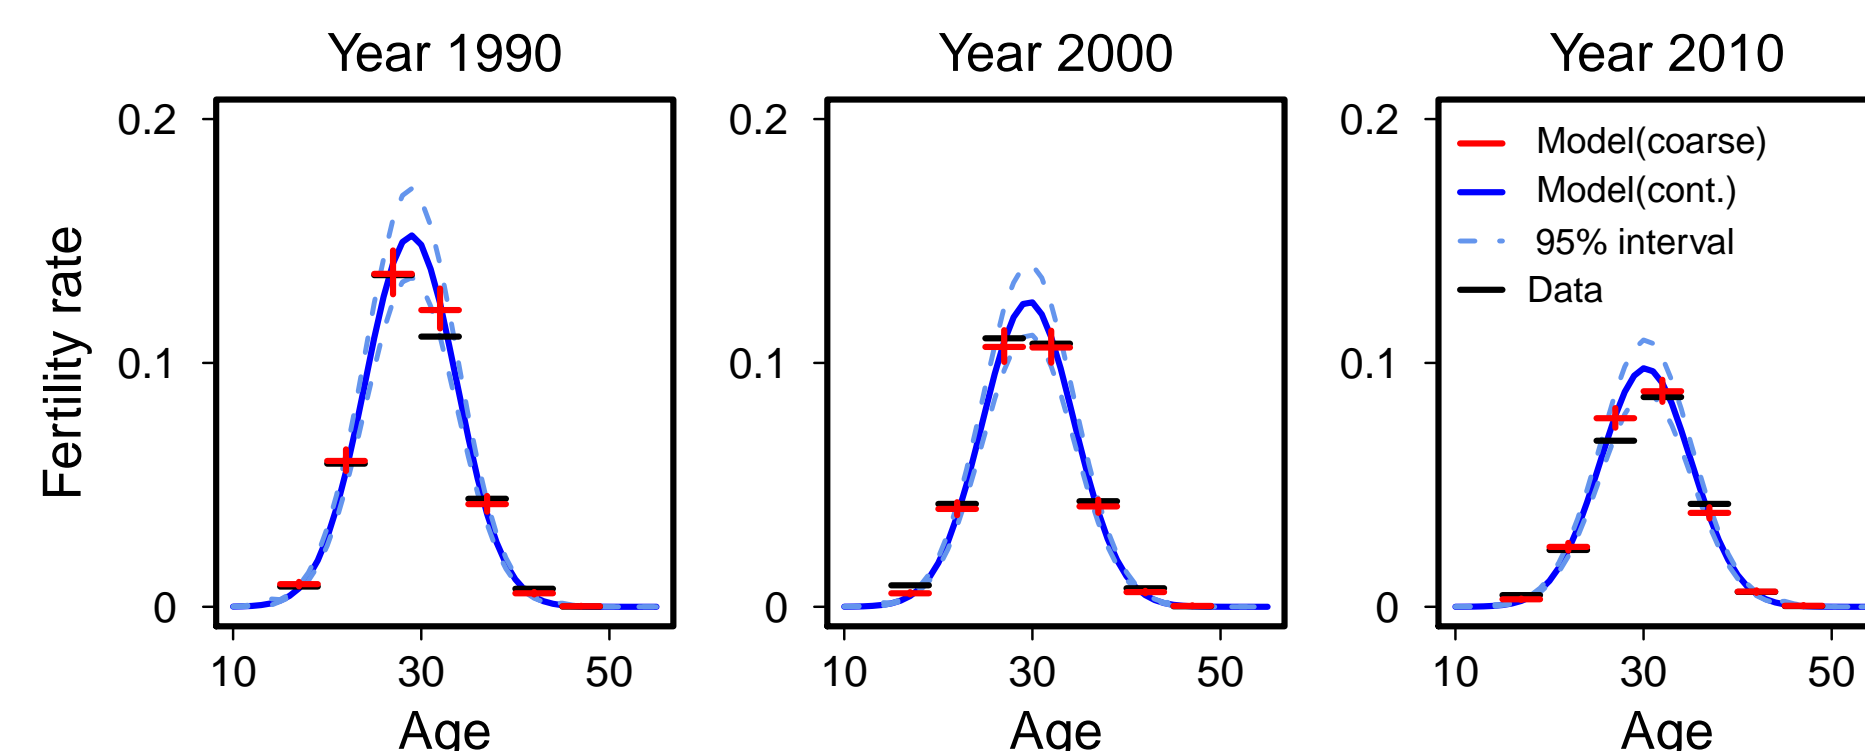 Year 1990
Year 2000
Year 2010
Fertility rate
0.2
0.1
0
10
30
50
Age
0.2
0.1
0
10
30
50
Age
0.2
0.1
0
Model(coarse)
Model(cont.)
95% interval
Data
10
30
50
Age